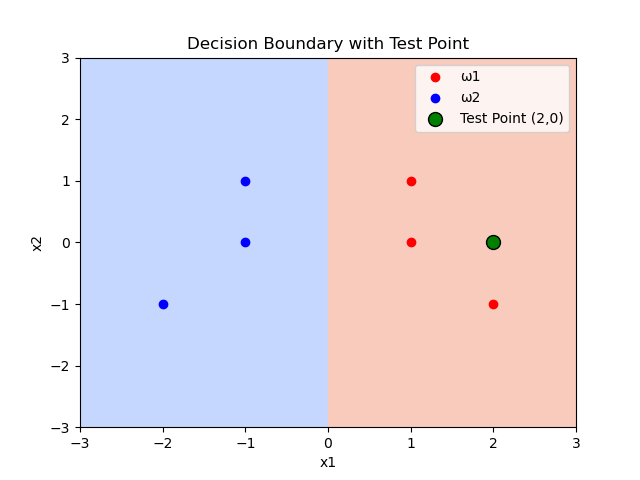 Decision Boundary with Test Point
ω1
ω2
Test Point (2,0)
3
2
1
0
−1
−2
−3
x2
−3
−2
−1
0
1
2
3
x1